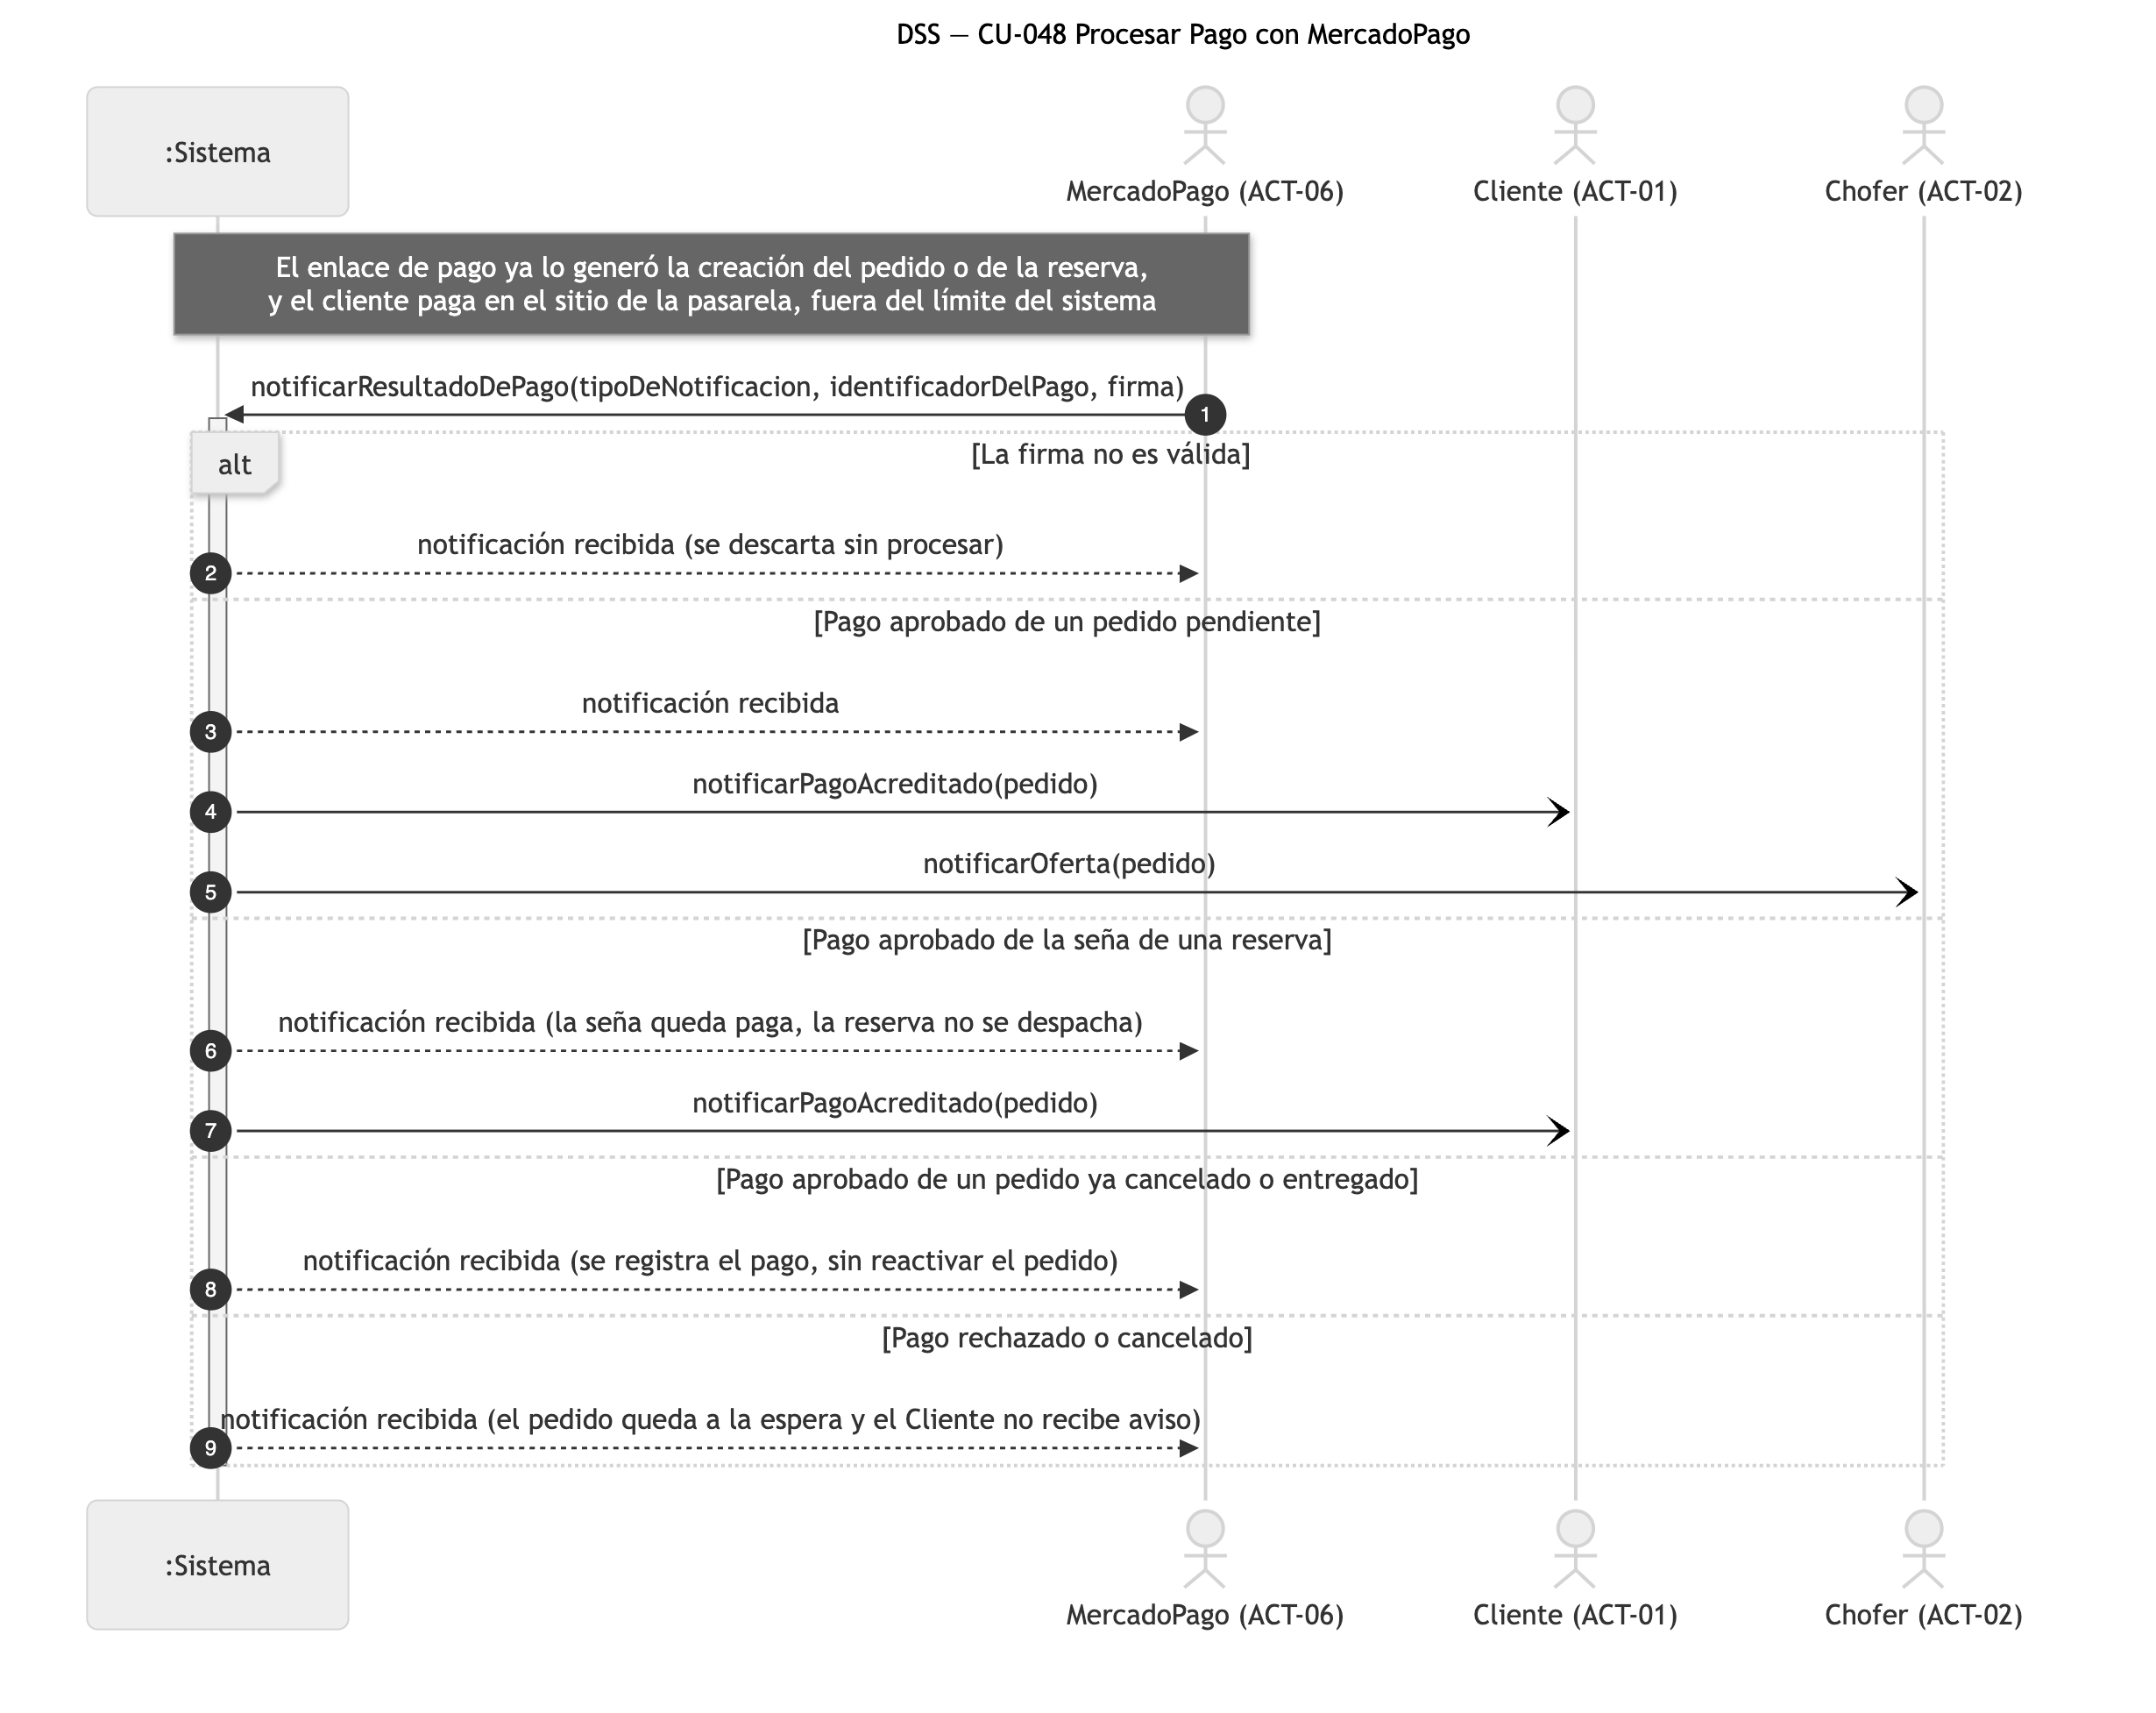 DSS — CU-048 Procesar Pago con MercadoPago
:Sistema
MercadoPago (ACT-06)
Cliente (ACT-01)
Chofer (ACT-02)
El enlace de pago ya lo generó la creación del pedido o de la reserva,
y el cliente paga en el sitio de la pasarela, fuera del límite del sistema
notificarResultadoDePago(tipoDeNotificacion, identificadorDelPago, firma)
1
alt
[La firma no es válida]
notificación recibida (se descarta sin procesar)
2
[Pago aprobado de un pedido pendiente]
notificación recibida
3
notificarPagoAcreditado(pedido)
4
notificarOferta(pedido)
5
[Pago aprobado de la seña de una reserva]
notificación recibida (la seña queda paga, la reserva no se despacha)
6
notificarPagoAcreditado(pedido)
7
[Pago aprobado de un pedido ya cancelado o entregado]
notificación recibida (se registra el pago, sin reactivar el pedido)
8
[Pago rechazado o cancelado]
notificación recibida (el pedido queda a la espera y el Cliente no recibe aviso)
9
:Sistema
MercadoPago (ACT-06)
Cliente (ACT-01)
Chofer (ACT-02)